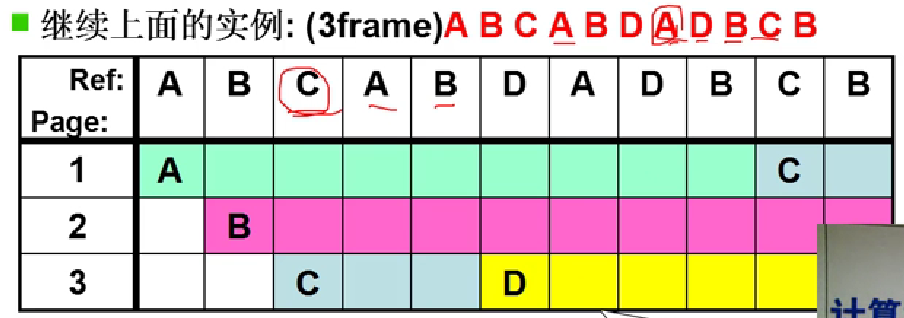 继续上面的实例: (3frame)A B C A B D A D B C B
Ref: A B C A B D A D B C B
Page:
1 A C
2 B
3 C D
计算